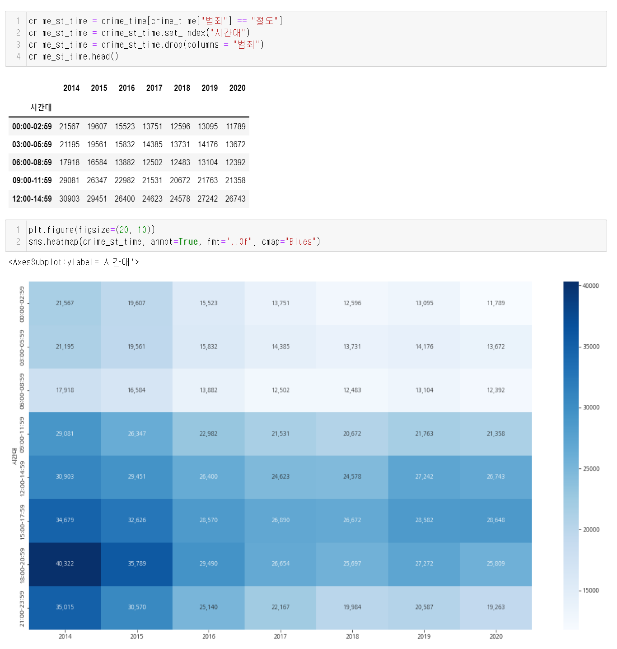 1 crime_st_time = crime_time[crime_time["범죄"] == "절도"]
2 crime_st_time = crime_st_time.set_index("시간대")
3 crime_st_time = crime_st_time.drop(columns = "범죄")
4 crime_st_time.head()
2014 2015 2016 2017 2018 2019 2020
시간대
00:00-02:59 21567 19607 15523 13751 12596 13095 11789
03:00-05:59 21195 19561 15832 14385 13731 14176 13672
06:00-08:59 17918 16584 13882 12502 12483 13104 12392
09:00-11:59 29081 26347 22982 21531 20672 21763 21358
12:00-14:59 30903 29451 26400 24623 24578 27242 26743
1 plt.figure(figsize=(20, 10))
2 sns.heatmap(crime_st_time, annot=True, fmt=',.0f', cmap="Blues")
<AxesSubplot:ylabel='시간대'>
00:00-02:59 21,567 19,607 15,523 13,751 12,596 13,095 11,789
03:00-05:59 21,195 19,561 15,832 14,385 13,731 14,176 13,672
06:00-08:59 17,918 16,584 13,882 12,502 12,483 13,104 12,392
09:00-11:59 29,081 26,347 22,982 21,531 20,672 21,763 21,358
12:00-14:59 30,903 29,451 26,400 24,623 24,578 27,242 26,743
15:00-17:59 34,679 32,626 28,570 26,890 26,672 28,582 28,648
18:00-20:59 40,322 35,789 29,490 26,654 25,897 27,272 25,809
21:00-23:59 35,015 30,570 25,140 22,167 19,984 20,587 19,263
시간대
2014 2015 2016 2017 2018 2019 2020
40000
35000
30000
25000
20000
15000